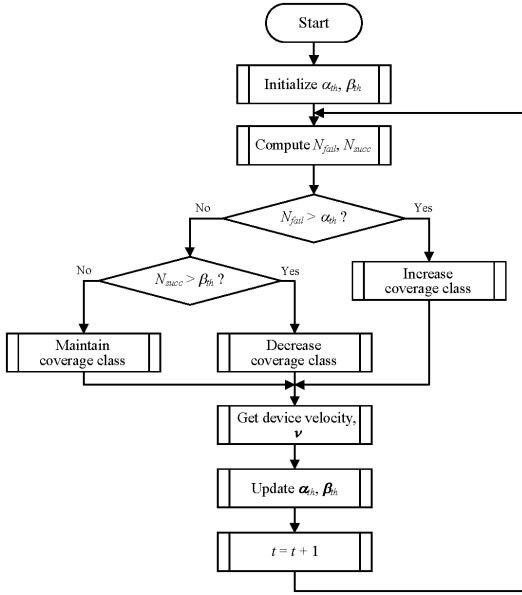 Start
Initialize αth, βth
Compute Nfail, Nsucc
Nfail > αth ?
No
Yes
Nsucc > βth ?
No
Yes
Increase
coverage class
Maintain
coverage class
Decrease
coverage class
Get device velocity,
v
Update αth, βth
t = t + 1